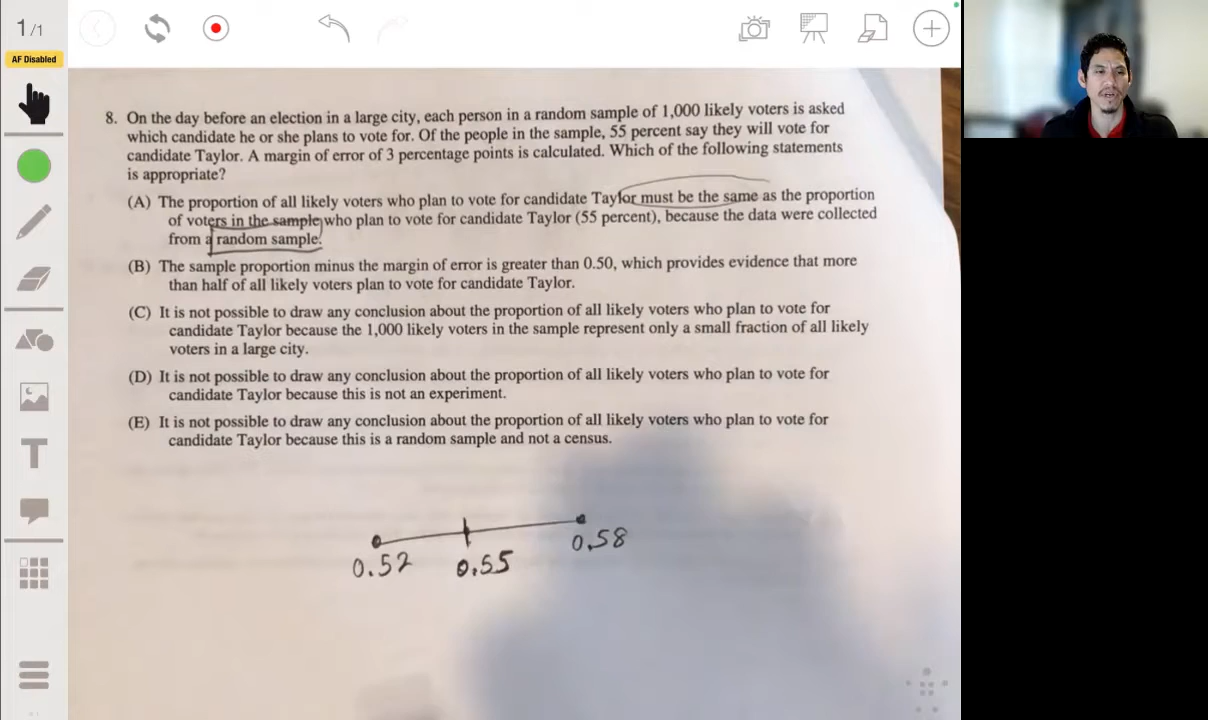 1/1
AF Disabled
8. On the day before an election in a large city, each person in a random sample of 1,000 likely voters is asked
which candidate he or she plans to vote for. Of the people in the sample, 55 percent say they will vote for
candidate Taylor. A margin of error of 3 percentage points is calculated. Which of the following statements
is appropriate?
(A) The proportion of all likely voters who plan to vote for candidate Taylor must be the same as the proportion
of voters in the sample who plan to vote for candidate Taylor (55 percent), because the data were collected
from a random sample.
(B) The sample proportion minus the margin of error is greater than 0.50, which provides evidence that more
than half of all likely voters plan to vote for candidate Taylor.
(C) It is not possible to draw any conclusion about the proportion of all likely voters who plan to vote for
candidate Taylor because the 1,000 likely voters in the sample represent only a small fraction of all likely
voters in a large city.
(D) It is not possible to draw any conclusion about the proportion of all likely voters who plan to vote for
candidate Taylor because this is not an experiment.
(E) It is not possible to draw any conclusion about the proportion of all likely voters who plan to vote for
candidate Taylor because this is a random sample and not a census.
0.52 0.55 0.58
T